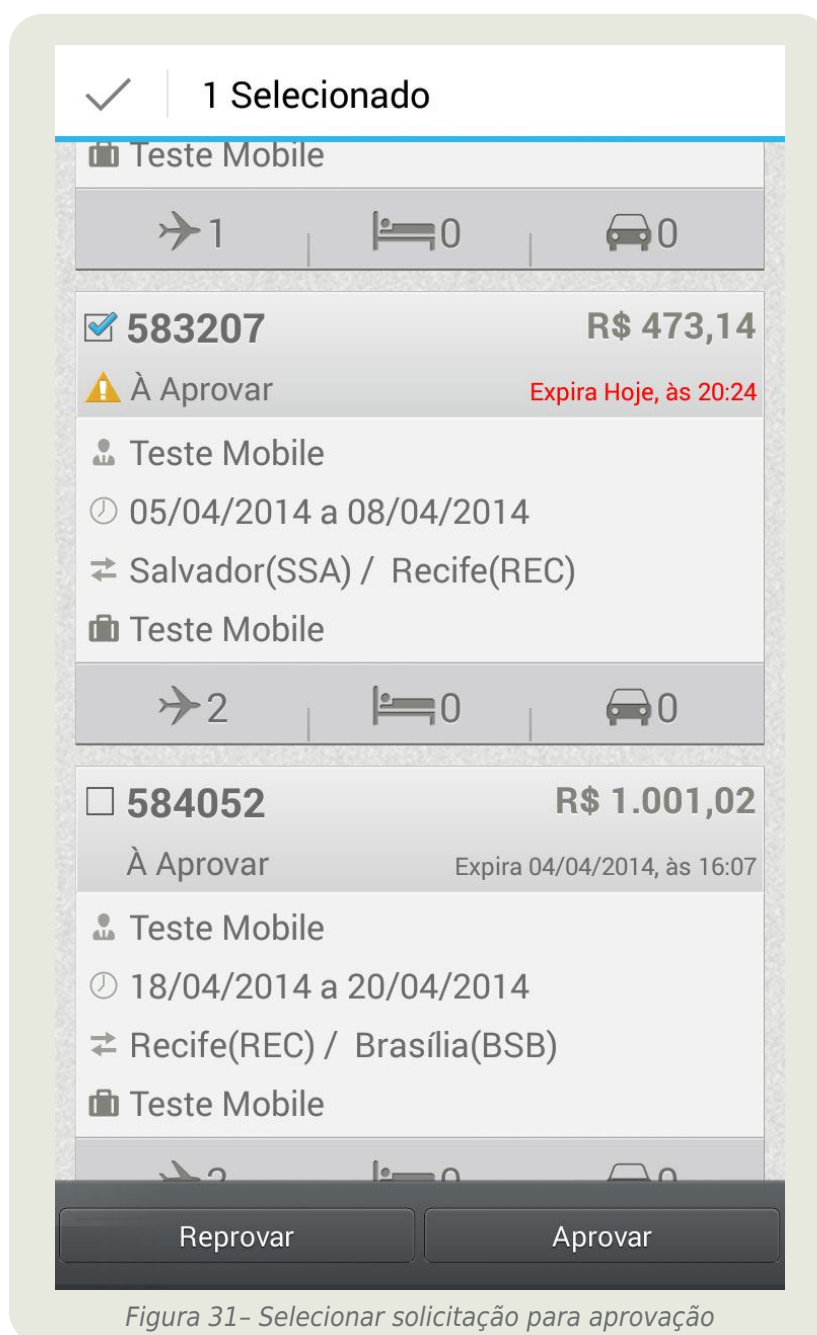 1 Selecionado
Teste Mobile
1 0 0
583207 R$ 473,14
À Aprovar Expira Hoje, às 20:24
Teste Mobile
05/04/2014 a 08/04/2014
Salvador(SSA) / Recife(REC)
Teste Mobile
2 0 0
584052 R$ 1.001,02
À Aprovar Expira 04/04/2014, às 16:07
Teste Mobile
18/04/2014 a 20/04/2014
Recife(REC) / Brasília(BSB)
Teste Mobile
2 0 0
Reprovar Aprovar
Figura 31– Selecionar solicitação para aprovação